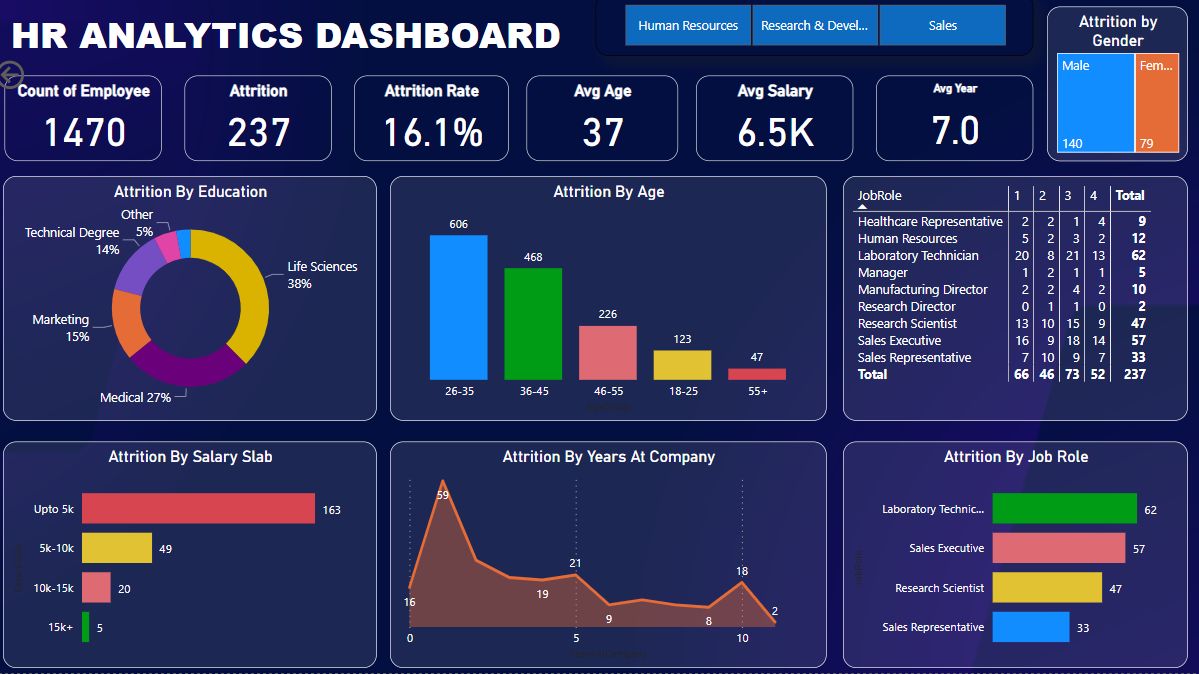 HR ANALYTICS DASHBOARD
Human Resources
Research & Devel...
Sales
Attrition by
Gender
Male
Fem...
140
79
Count of Employee
1470
Attrition
237
Attrition Rate
16.1%
Avg Age
37
Avg Salary
6.5K
Avg Year
7.0
Attrition By Education
Other
5%
Technical Degree
14%
Life Sciences
38%
Marketing
15%
Medical 27%
Attrition By Age
606
468
226
123
47
26-35
36-45
46-55
18-25
55+
JobRole 1 2 3 4 Total
Healthcare Representative 2 2 1 4 9
Human Resources 5 2 3 2 12
Laboratory Technician 20 8 21 13 62
Manager 1 2 1 1 5
Manufacturing Director 2 2 4 2 10
Research Director 0 1 1 0 2
Research Scientist 13 10 15 9 47
Sales Executive 16 9 18 14 57
Sales Representative 7 10 9 7 33
Total 66 46 73 52 237
Attrition By Salary Slab
Upto 5k 163
5k-10k 49
10k-15k 20
15k+ 5
Attrition By Years At Company
59
21
18
16
19
9
8
2
0
5
10
Attrition By Job Role
Laboratory Technic... 62
Sales Executive 57
Research Scientist 47
Sales Representative 33